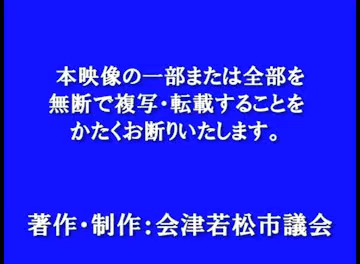 本映像の一部または全部を
無断で複写・転載することを
かたくお断りいたします。
著作・制作：会津若松市議会